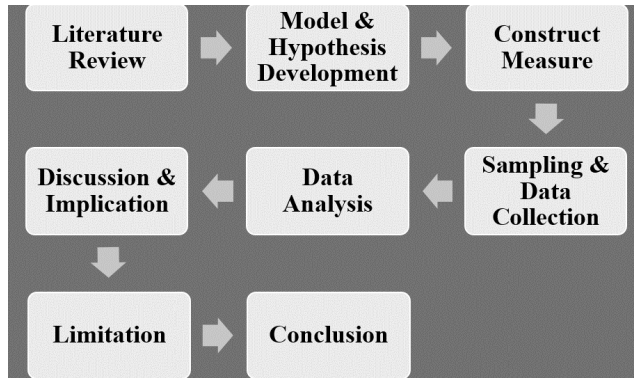 Literature
Review
Model &
Hypothesis
Development
Construct
Measure
Sampling &
Data
Collection
Data
Analysis
Discussion &
Implication
Limitation
Conclusion